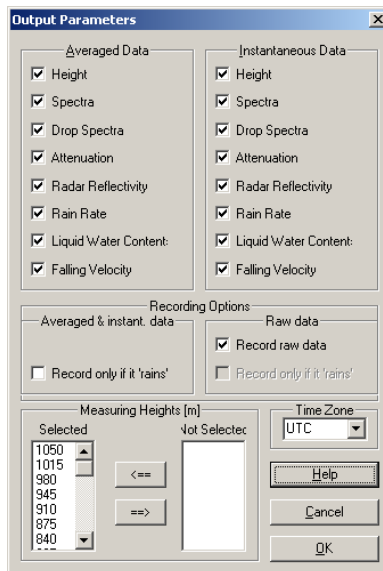 Output Parameters
Averaged Data
Height
Spectra
Drop Spectra
Attenuation
Radar Reflectivity
Rain Rate
Liquid Water Content
Falling Velocity
Instantaneous Data
Height
Spectra
Drop Spectra
Attenuation
Radar Reflectivity
Rain Rate
Liquid Water Content
Falling Velocity
Recording Options
Averaged & instant. data
Record only if it 'rains'
Raw data
Record raw data
Record only if it 'rains'
Measuring Heights [m]
Selected
1050
1015
980
945
910
875
840
<==
==>
Not Selected
Time Zone
UTC
Help
Cancel
OK